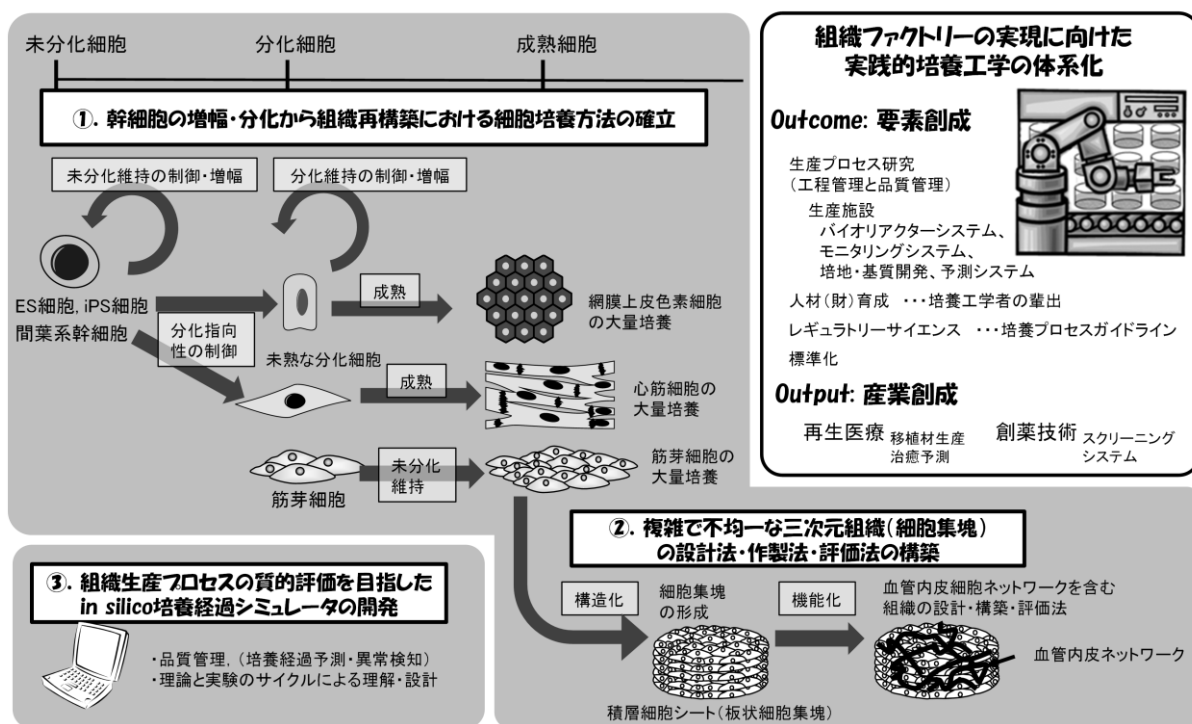 未分化細胞
分化細胞
成熟細胞
①. 幹細胞の増幅・分化から組織再構築における細胞培養方法の確立
未分化維持の制御・増幅
分化維持の制御・増幅
ES細胞, iPS細胞
間葉系幹細胞
分化指向
性の制御
未熟な分化細胞
成熟
網膜上皮色素細胞
の大量培養
成熟
心筋細胞の
大量培養
筋芽細胞
未分化
維持
筋芽細胞の
大量培養
組織ファクトリーの実現に向けた
実践的培養工学の体系化
Outcome: 要素創成
生産プロセス研究
（工程管理と品質管理）
生産施設
バイオリアクターシステム、
モニタリングシステム、
培地・基質開発、予測システム
人材（財）育成 ・・・培養工学者の輩出
レギュラトリーサイエンス ・・・培養プロセスガイドライン
標準化
Output: 産業創成
再生医療 移植材生産
治癒予測
創薬技術 スクリーニング
システム
②. 複雑で不均一な三次元組織（細胞集塊）
の設計法・作製法・評価法の構築
構造化
細胞集塊
の形成
機能化
血管内皮細胞ネットワークを含む
組織の設計・構築・評価法
血管内皮ネットワーク
積層細胞シート（板状細胞集塊）
③. 組織生産プロセスの質的評価を目指した
in silico培養経過シミュレータの開発
・品質管理, （培養経過予測・異常検知）
・理論と実験のサイクルによる理解・設計